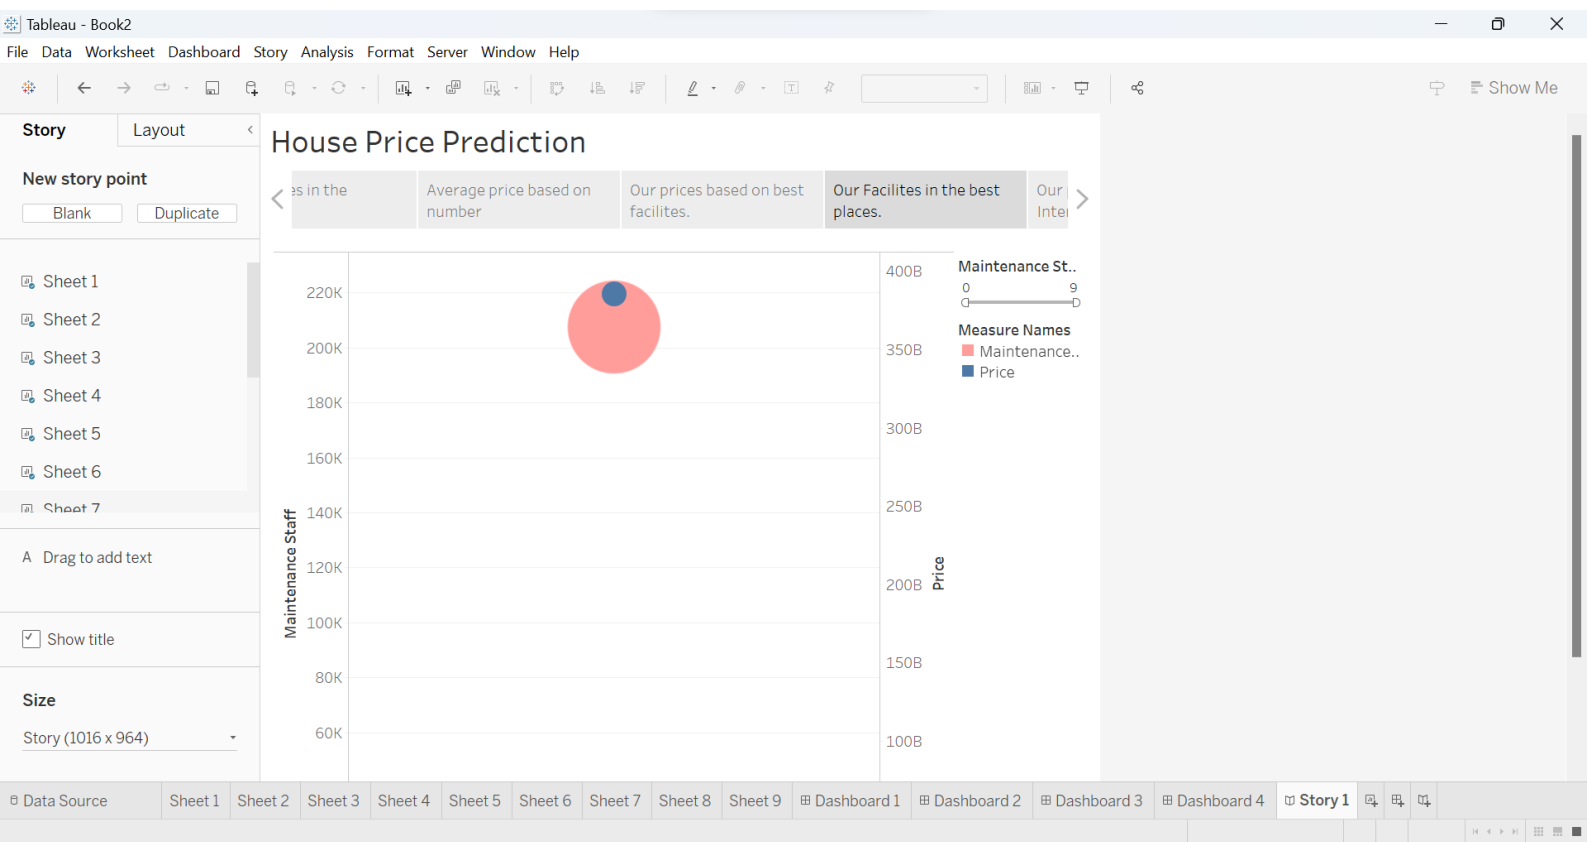 Tableau - Book2
File Data Worksheet Dashboard Story Analysis Format Server Window Help
Show Me
Story
Layout
New story point
Blank
Duplicate
Sheet 1
Sheet 2
Sheet 3
Sheet 4
Sheet 5
Sheet 6
Sheet 7
A Drag to add text
Show title
Size
Story (1016 x 964)
House Price Prediction
es in the
Average price based on
number
Our prices based on best
facilites.
Our Facilites in the best
places.
Our
Inter
220K
200K
180K
160K
140K
120K
100K
80K
60K
Maintenance Staff
400B
350B
300B
250B
200B
150B
100B
Price
Maintenance St..
0 9
Measure Names
Maintenance..
Price
Data Source Sheet 1 Sheet 2 Sheet 3 Sheet 4 Sheet 5 Sheet 6 Sheet 7 Sheet 8 Sheet 9 Dashboard 1 Dashboard 2 Dashboard 3 Dashboard 4 Story 1